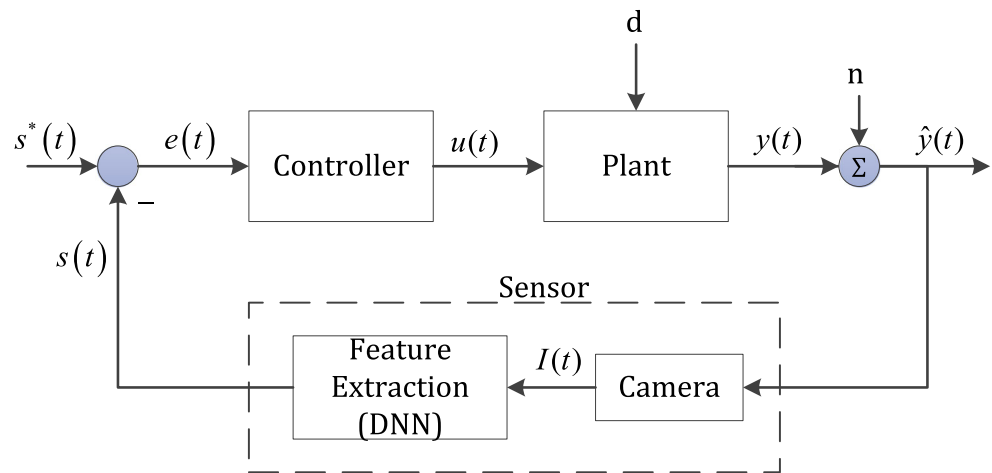 d
n
s*(t)
e(t)
Controller
u(t)
Plant
y(t)
Σ
ŷ(t)
−
s(t)
Sensor
Feature
Extraction
(DNN)
I(t)
Camera